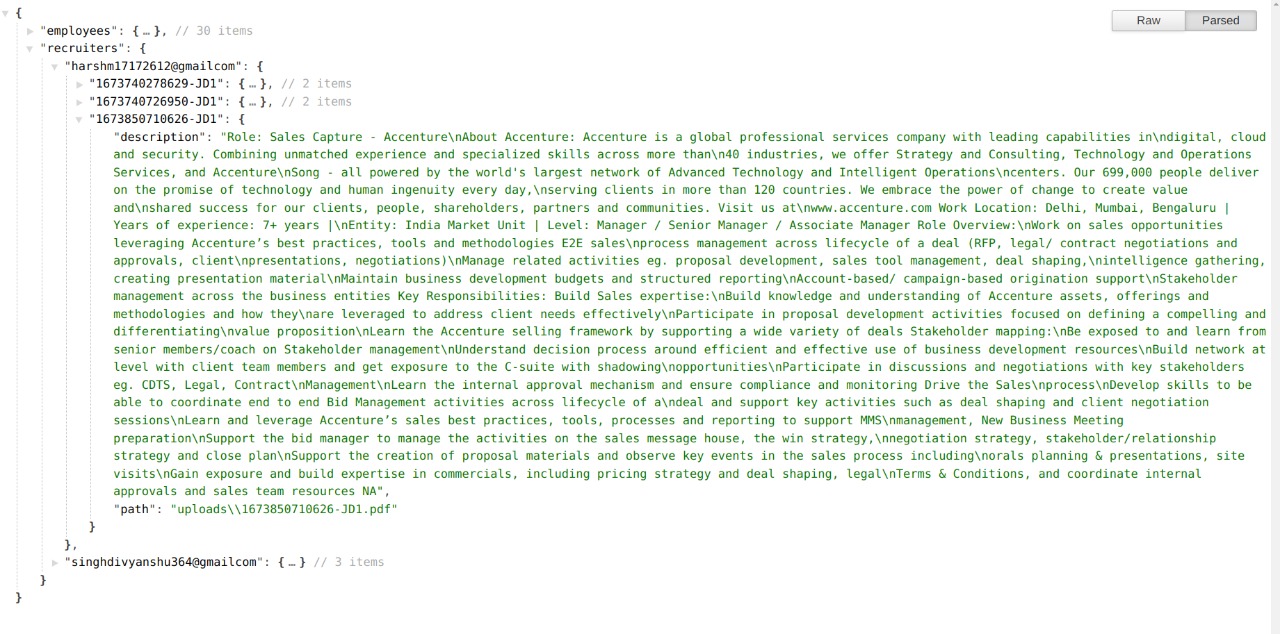 {
"employees": {…}, // 30 items
Raw Parsed
"recruiters": {
"harshm17172612@gmailcom": {
"1673740278629-JD1": {…}, // 2 items
"1673740726950-JD1": {…}, // 2 items
"1673850710626-JD1": {
"description": "Role: Sales Capture - Accenture\nAbout Accenture: Accenture is a global professional services company with leading capabilities in\ndigital, cloud
and security. Combining unmatched experience and specialized skills across more than\n40 industries, we offer Strategy and Consulting, Technology and Operations
Services, and Accenture\nSong - all powered by the world's largest network of Advanced Technology and Intelligent Operations\ncenters. Our 699,000 people deliver
on the promise of technology and human ingenuity every day,\nserving clients in more than 120 countries. We embrace the power of change to create value
and\nshared success for our clients, people, shareholders, partners and communities. Visit us at\nwww.accenture.com Work Location: Delhi, Mumbai, Bengaluru |
Years of experience: 7+ years |\nEntity: India Market Unit | Level: Manager / Senior Manager / Associate Manager Role Overview:\nWork on sales opportunities
leveraging Accenture’s best practices, tools and methodologies E2E sales\nprocess management across lifecycle of a deal (RFP, legal/ contract negotiations and
approvals, client\npresentations, negotiations)\nManage related activities eg. proposal development, sales tool management, deal shaping,\nintelligence gathering,
creating presentation material\nMaintain business development budgets and structured reporting\nAccount-based/ campaign-based origination support\nStakeholder
management across the business entities Key Responsibilities: Build Sales expertise:\nBuild knowledge and understanding of Accenture assets, offerings and
methodologies and how they\nare leveraged to address client needs effectively\nParticipate in proposal development activities focused on defining a compelling and
differentiating\nvalue proposition\nLearn the Accenture selling framework by supporting a wide variety of deals Stakeholder mapping:\nBe exposed to and learn from
senior members/coach on Stakeholder management\nUnderstand decision process around efficient and effective use of business development resources\nBuild network at
level with client team members and get exposure to the C-suite with shadowing\nopportunities\nParticipate in discussions and negotiations with key stakeholders
eg. CDTS, Legal, Contract\nManagement\nLearn the internal approval mechanism and ensure compliance and monitoring Drive the Sales\nprocess\nDevelop skills to be
able to coordinate end to end Bid Management activities across lifecycle of a\ndeal and support key activities such as deal shaping and client negotiation
sessions\nLearn and leverage Accenture’s sales best practices, tools, processes and reporting to support MMS\nmanagement, New Business Meeting
preparation\nSupport the bid manager to manage the activities on the sales message house, the win strategy,\nnegotiation strategy, stakeholder/relationship
strategy and close plan\nSupport the creation of proposal materials and observe key events in the sales process including\norals planning & presentations, site
visits\nGain exposure and build expertise in commercials, including pricing strategy and deal shaping, legal\nTerms & Conditions, and coordinate internal
approvals and sales team resources NA",
"path": "uploads\\1673850710626-JD1.pdf"
}
},
"singhdivyanshu364@gmailcom": {…} // 3 items
}
}